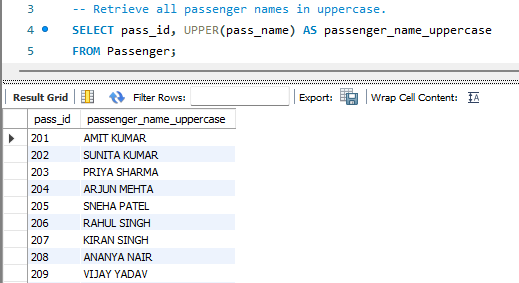 3 -- Retrieve all passenger names in uppercase.
4 SELECT pass_id, UPPER(pass_name) AS passenger_name_uppercase
5 FROM Passenger;
Result Grid Filter Rows: Export: Wrap Cell Content:
pass_id passenger_name_uppercase
201 AMIT KUMAR
202 SUNITA KUMAR
203 PRIYA SHARMA
204 ARJUN MEHTA
205 SNEHA PATEL
206 RAHUL SINGH
207 KIRAN SINGH
208 ANANYA NAIR
209 VIJAY YADAV